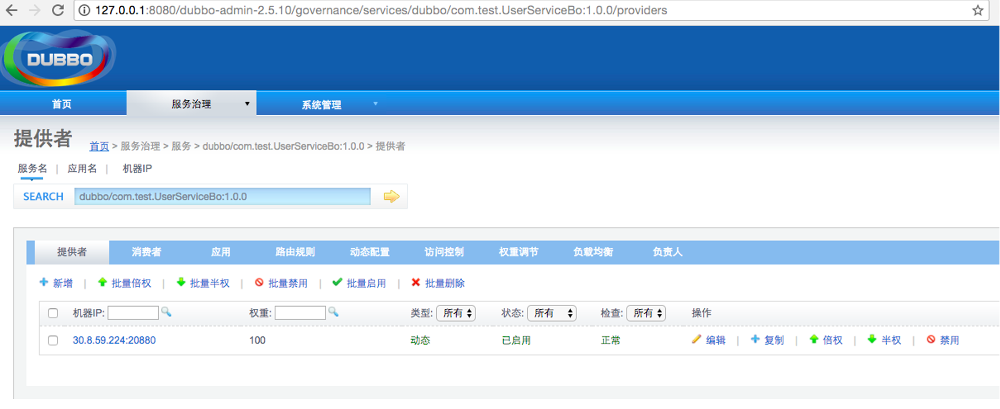 127.0.0.1:8080/dubbo-admin-2.5.10/governance/services/dubbo/com.test.UserServiceBo:1.0.0/providers
DUBBO
首页 服务治理 系统管理
提供者 首页 > 服务治理 > 服务 > dubbo/com.test.UserServiceBo:1.0.0 > 提供者
服务名 | 应用名 | 机器IP
SEARCH dubbo/com.test.UserServiceBo:1.0.0
提供者 消费者 应用 路由规则 动态配置 访问控制 权重调节 负载均衡 负责人
新增 | 批量倍权 | 批量半权 | 批量禁用 | 批量启用 | 批量删除
机器IP: 权重: 类型: 所有 状态: 所有 检查: 所有 操作
30.8.59.224:20880 100 动态 已启用 正常 编辑 | 复制 | 倍权 | 半权 | 禁用